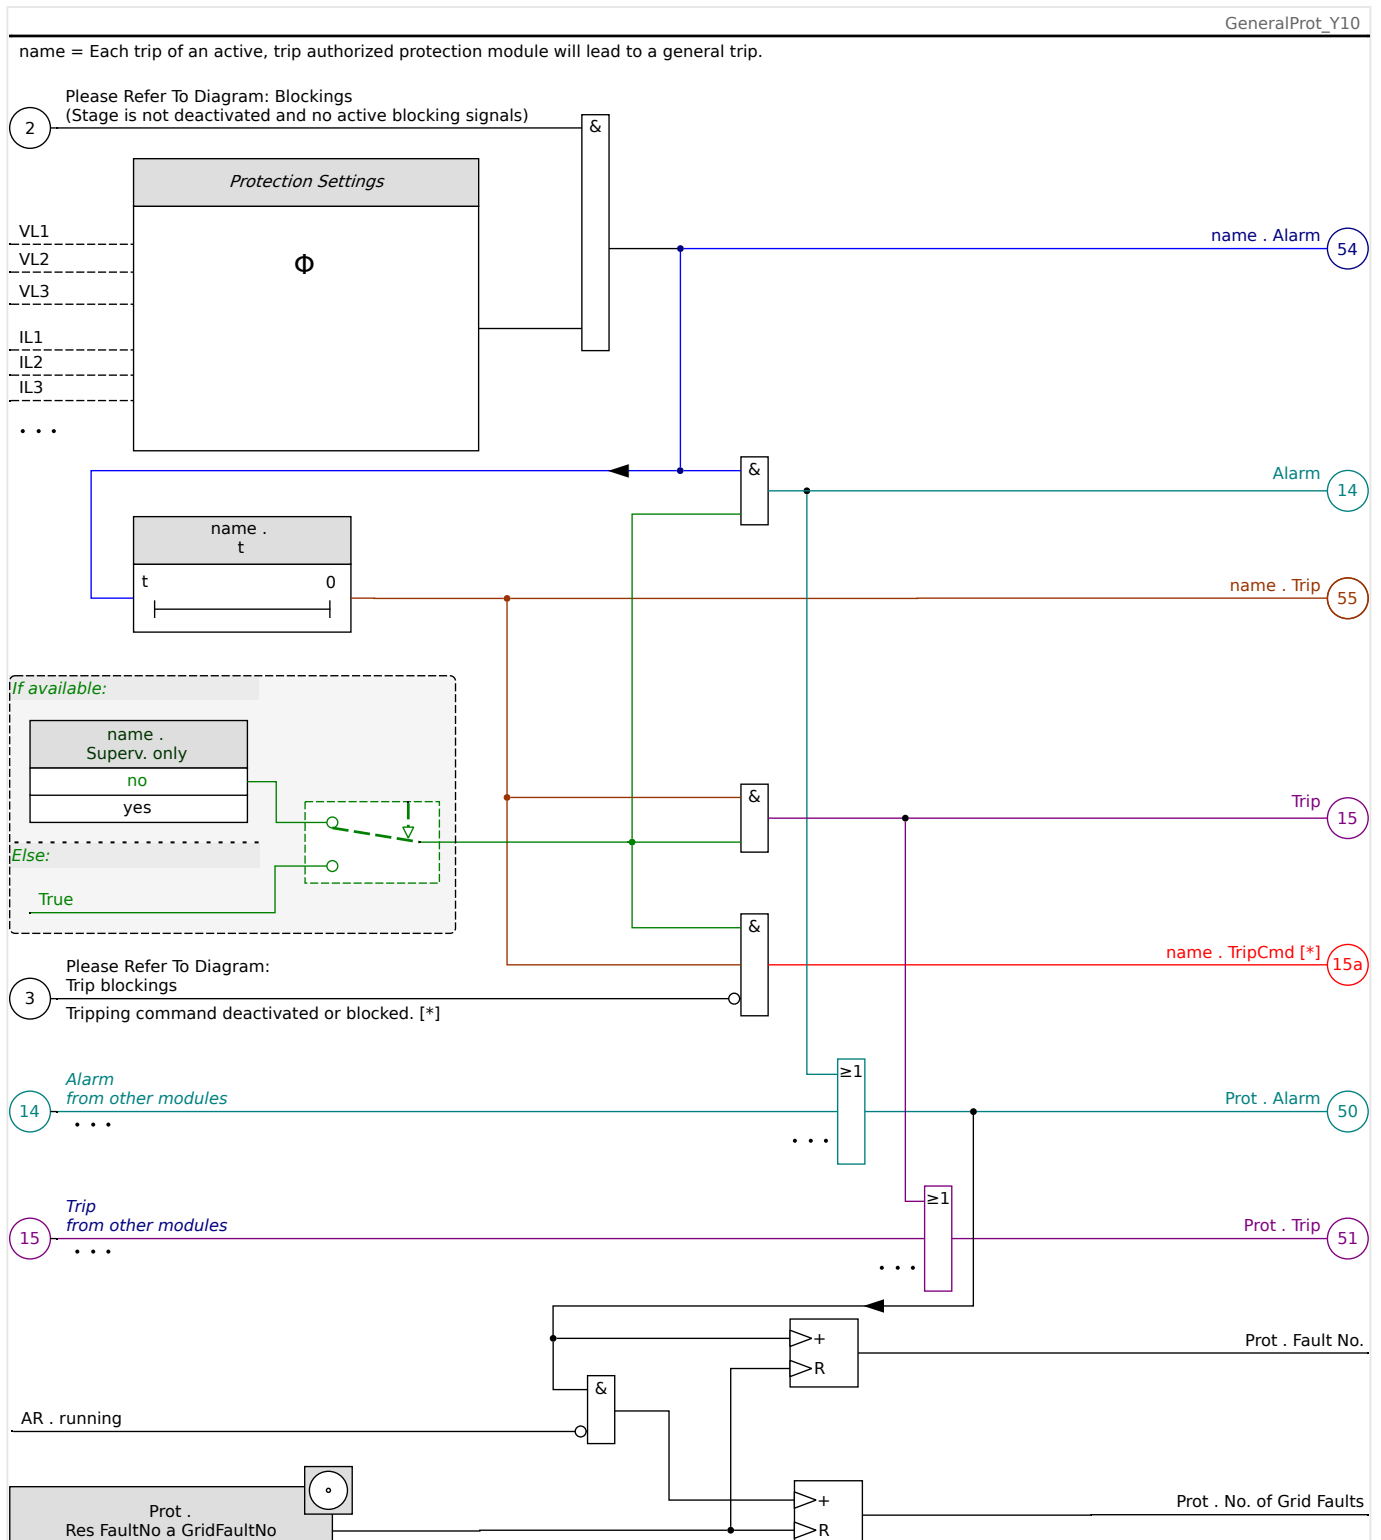 GeneralProt_Y10
name = Each trip of an active, trip authorized protection module will lead to a general trip.
Please Refer To Diagram: Blockings
(Stage is not deactivated and no active blocking signals)
2
&
Protection Settings
VL1
VL2
VL3
Φ
name . Alarm
54
IL1
IL2
IL3
• • •
&
Alarm
14
name .
t
t
0
name . Trip
55
If available:
name .
Superv. only
no
yes
&
Trip
15
Else:
True
&
name . TripCmd [*]
15a
Please Refer To Diagram:
Trip blockings
3
Tripping command deactivated or blocked. [*]
Alarm
from other modules
14
• • •
≥1
• • •
Prot . Alarm
50
Trip
from other modules
15
• • •
≥1
• • •
Prot . Trip
51
+
R
Prot . Fault No.
&
AR . running
Prot .
Res FaultNo a GridFaultNo
+
R
Prot . No. of Grid Faults